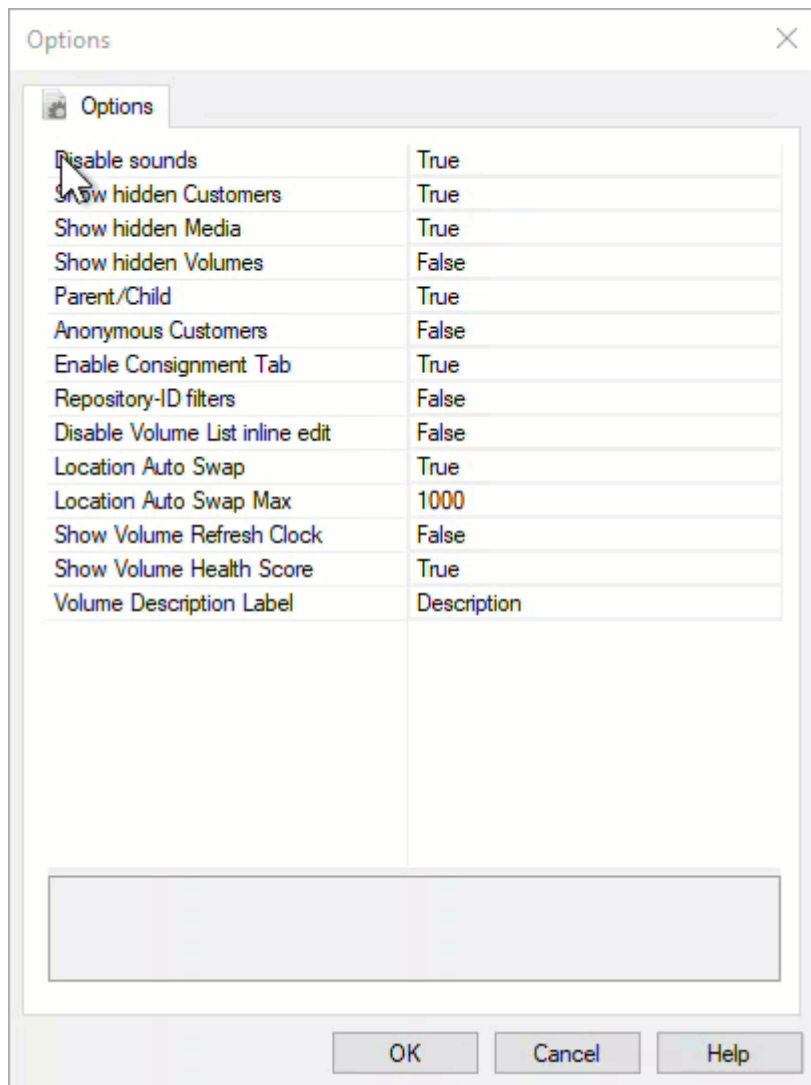 Options
Options
Disable sounds True
Show hidden Customers True
Show hidden Media True
Show hidden Volumes False
Parent/Child True
Anonymous Customers False
Enable Consignment Tab True
Repository-ID filters False
Disable Volume List inline edit False
Location Auto Swap True
Location Auto Swap Max 1000
Show Volume Refresh Clock False
Show Volume Health Score True
Volume Description Label Description
OK Cancel Help